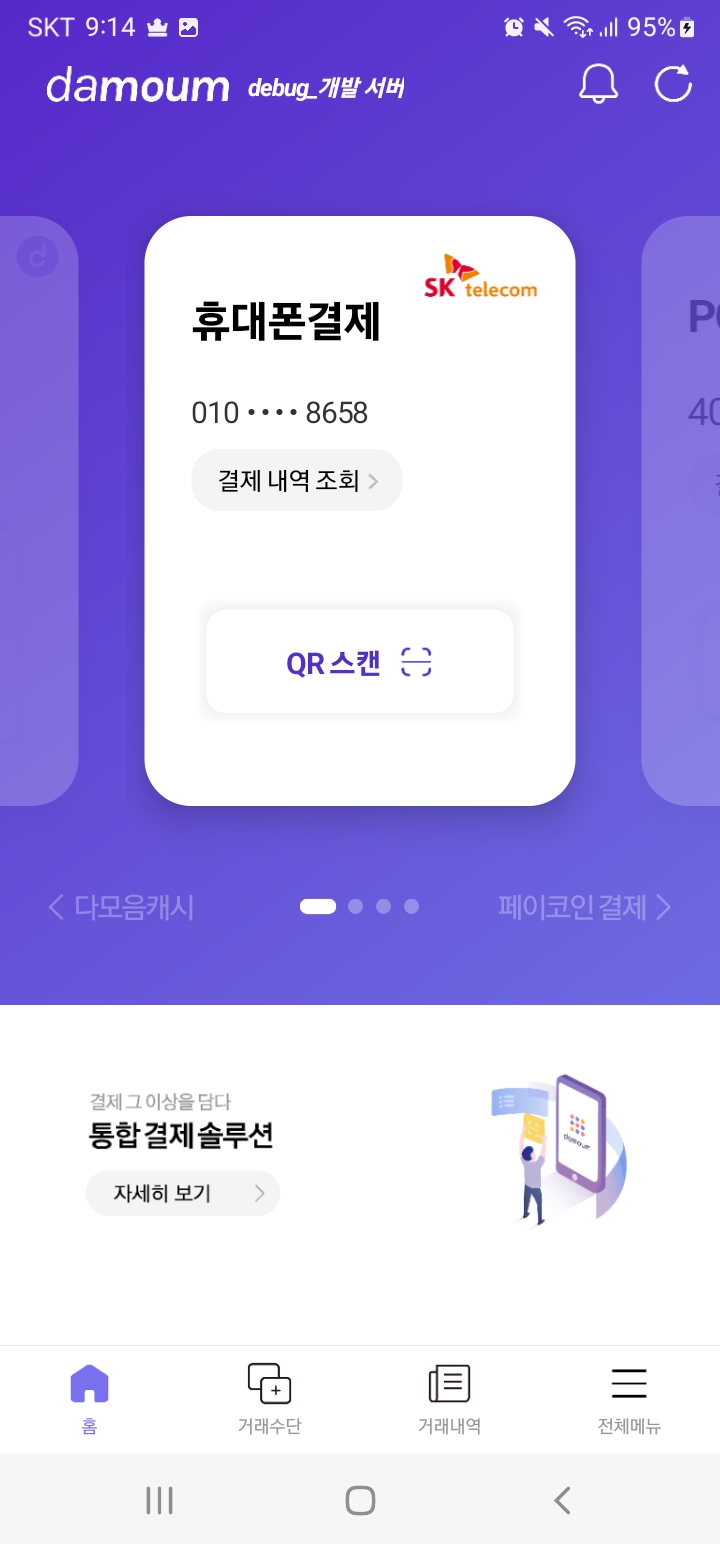 SKT 9:14 95%
damoum debug_개발 서버
SK telecom
휴대폰결제
010 •••• 8658
결제 내역 조회
QR 스캔
다모음캐시
페이코인 결제
결제 그 이상을 담다
통합 결제 솔루션
자세히 보기
damoum
홈
거래수단
거래내역
전체메뉴